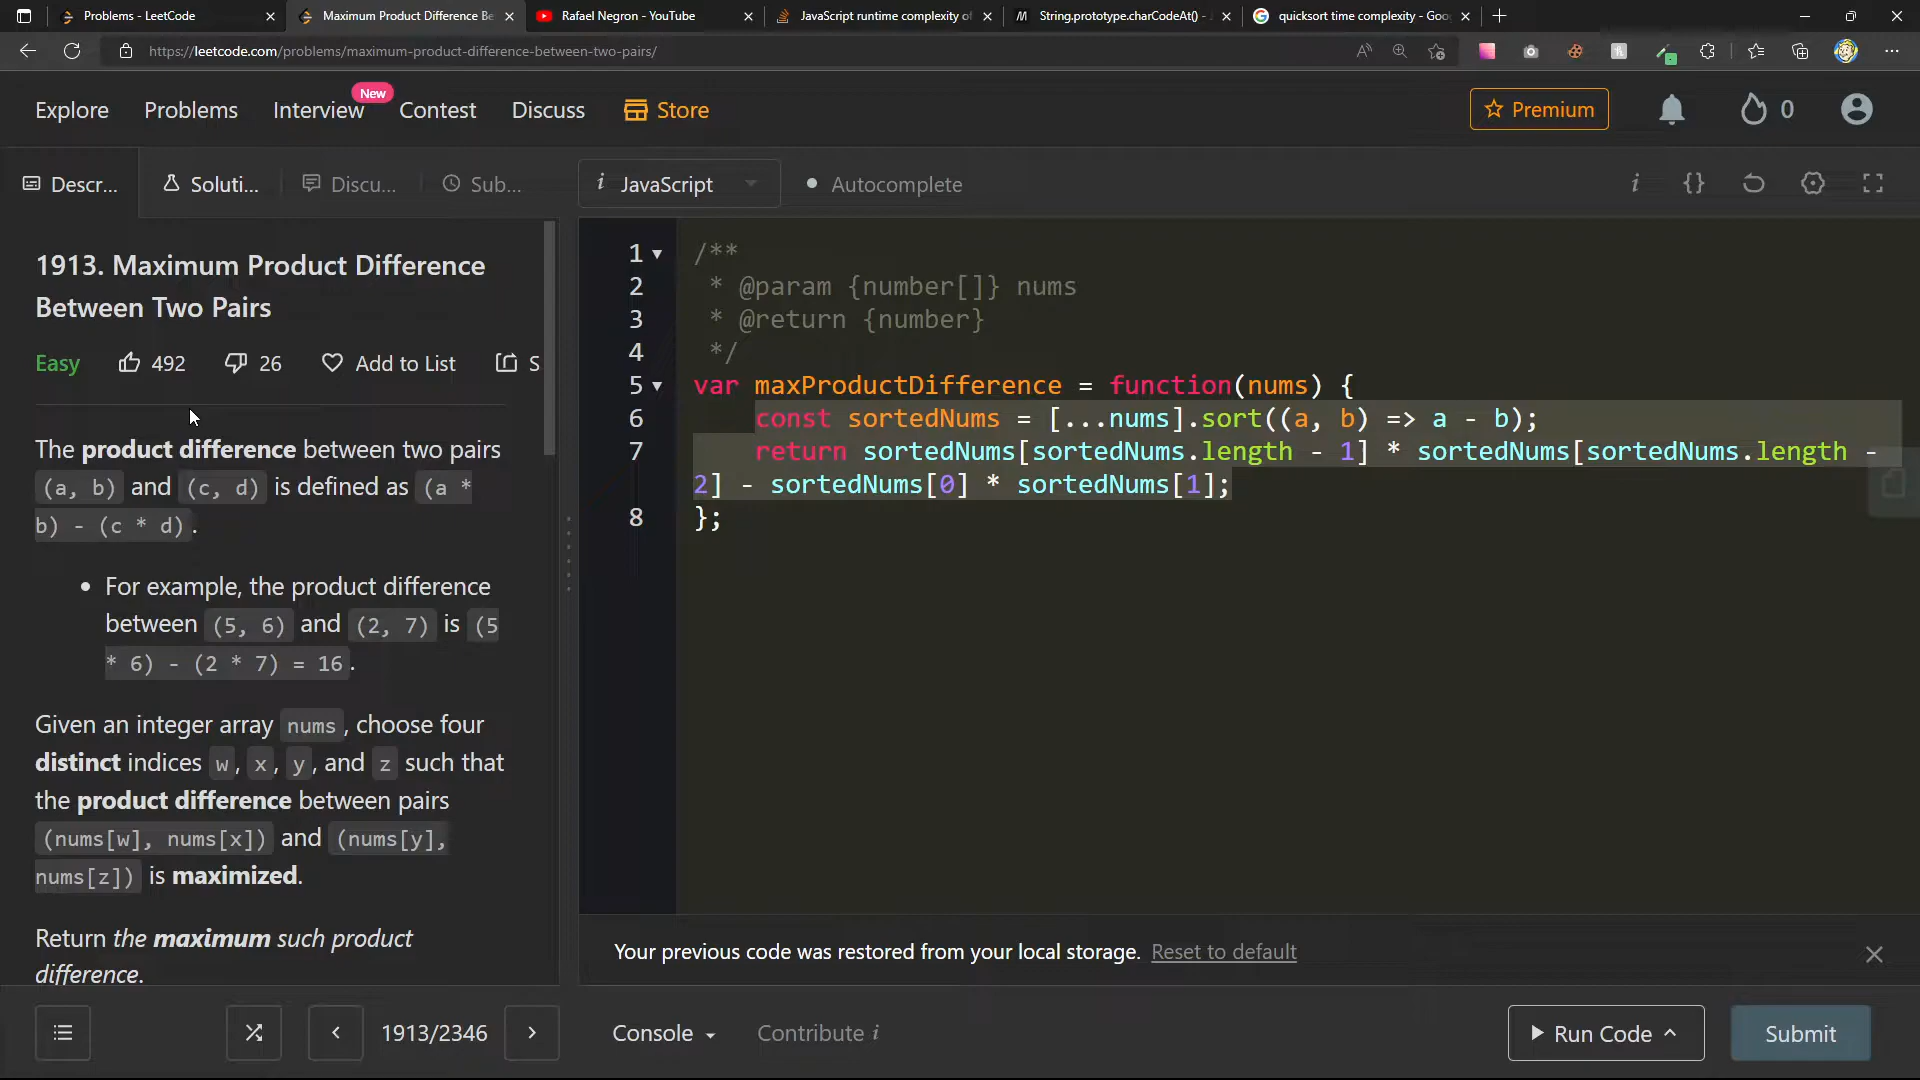 Problems - LeetCode
Maximum Product Difference Be
Rafael Negron - YouTube
JavaScript runtime complexity of
String.prototype.charCodeAt() -
quicksort time complexity - Goo
https://leetcode.com/problems/maximum-product-difference-between-two-pairs/
Explore
Problems
Interview
New
Contest
Discuss
Store
Premium
0
Descr...
Soluti...
Discu...
Sub...
i JavaScript
Autocomplete
i
{}
1913. Maximum Product Difference
Between Two Pairs
Easy
492
26
Add to List
S
The product difference between two pairs
(a, b) and (c, d) is defined as (a *
b) - (c * d).
• For example, the product difference
between (5, 6) and (2, 7) is (5
* 6) - (2 * 7) = 16.
Given an integer array nums, choose four
distinct indices w, x, y, and z such that
the product difference between pairs
(nums[w], nums[x]) and (nums[y],
nums[z]) is maximized.
Return the maximum such product
difference.
1 /**
2 * @param {number[]} nums
3 * @return {number}
4 */
5 var maxProductDifference = function(nums) {
6 const sortedNums = [...nums].sort((a, b) => a - b);
7 return sortedNums[sortedNums.length - 1] * sortedNums[sortedNums.length -
2] - sortedNums[0] * sortedNums[1];
8 };
Your previous code was restored from your local storage. Reset to default
1913/2346
Console
Contribute i
Run Code
Submit